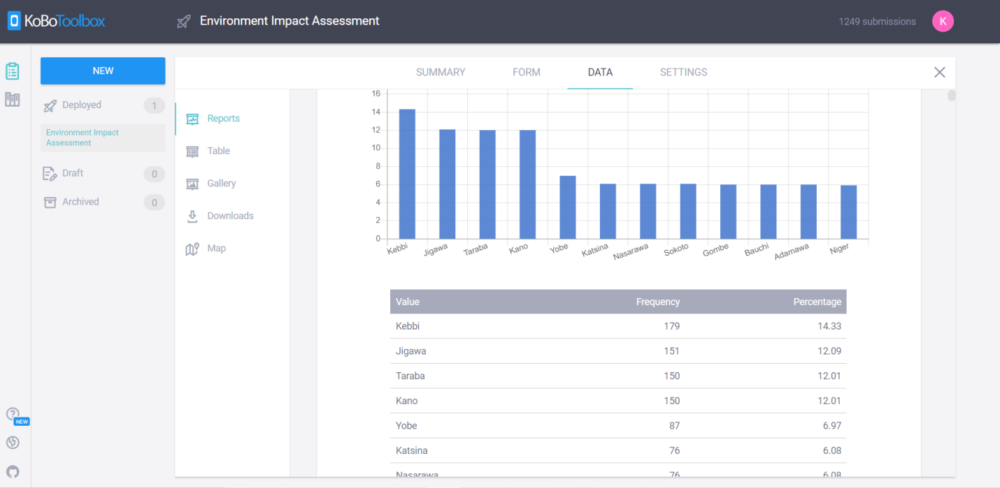 KoBoToolbox
Environment Impact Assessment
1249 submissions
K
NEW
SUMMARY
FORM
DATA
SETTINGS
Deployed
1
Environment Impact
Assessment
Draft
0
Archived
0
Reports
Table
Gallery
Downloads
Map
16
14
12
10
8
6
4
2
0
Kebbi
Jigawa
Taraba
Kano
Yobe
Katsina
Nasarawa
Sokoto
Gombe
Bauchi
Adamawa
Niger
Value Frequency Percentage
Kebbi 179 14.33
Jigawa 151 12.09
Taraba 150 12.01
Kano 150 12.01
Yobe 87 6.97
Katsina 76 6.08
Nasarawa 76 6.08
NEW